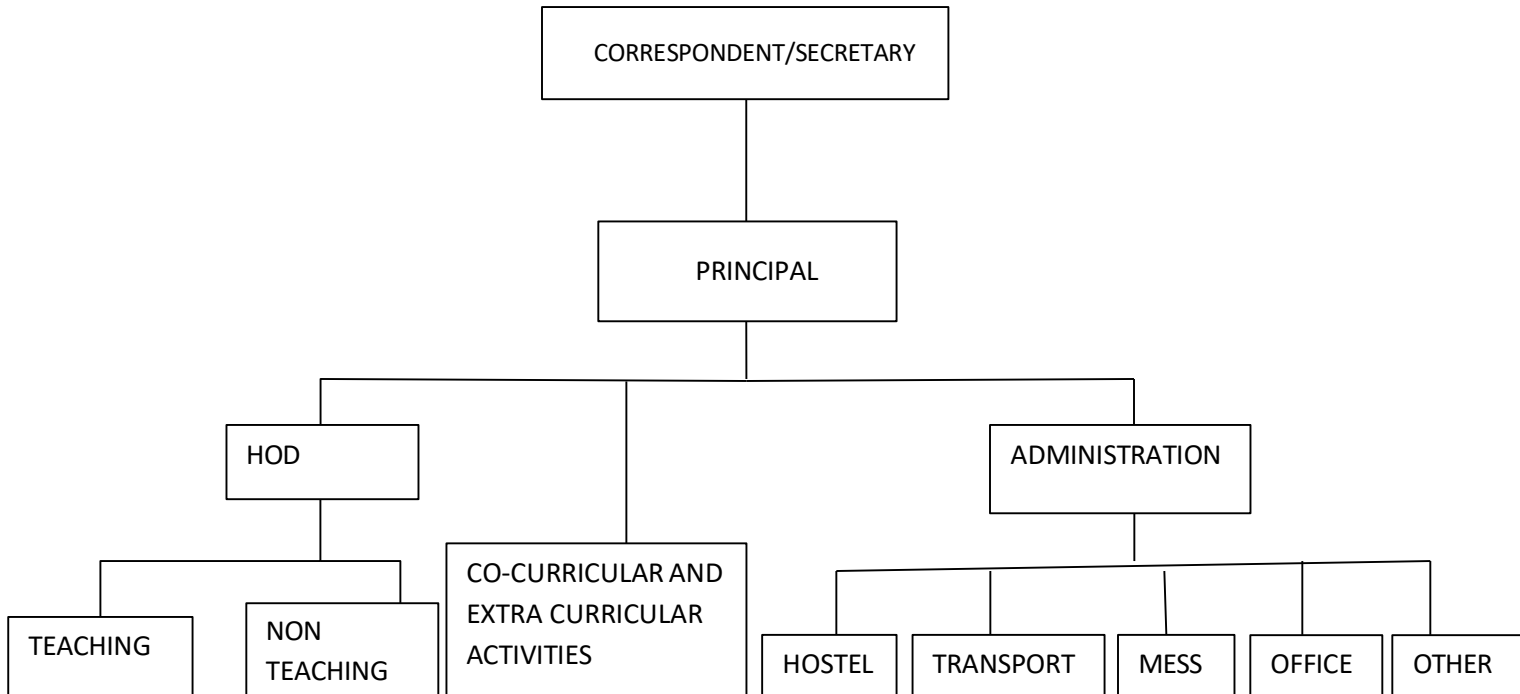 CORRESPONDENT/SECRETARY
PRINCIPAL
HOD
ADMINISTRATION
TEACHING
NON
TEACHING
CO-CURRICULAR AND
EXTRA CURRICULAR
ACTIVITIES
HOSTEL
TRANSPORT
MESS
OFFICE
OTHER